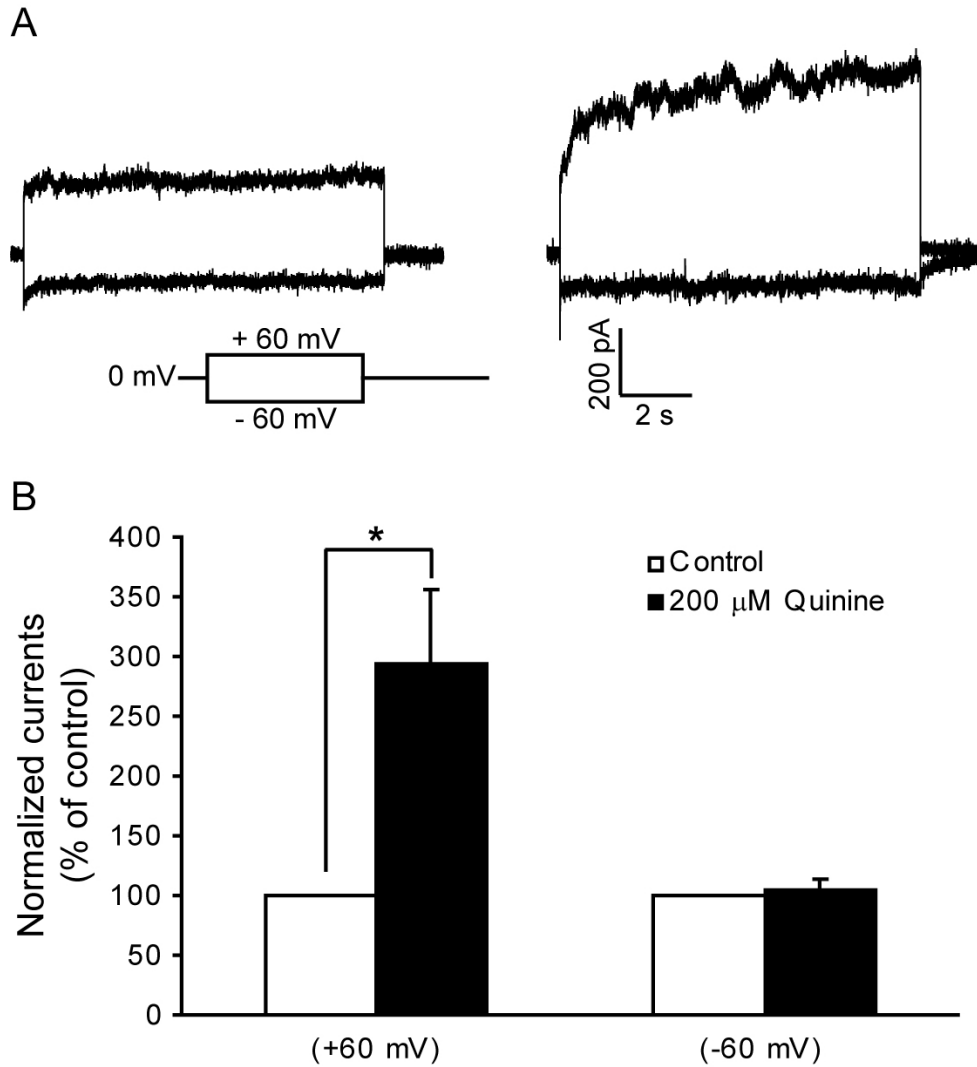 A
+ 60 mV
0 mV
- 60 mV
200 pA
2 s
B
Normalized currents
(% of control)
400
350
300
250
200
150
100
50
0
*
Control
200 μM Quinine
(+60 mV)
(-60 mV)